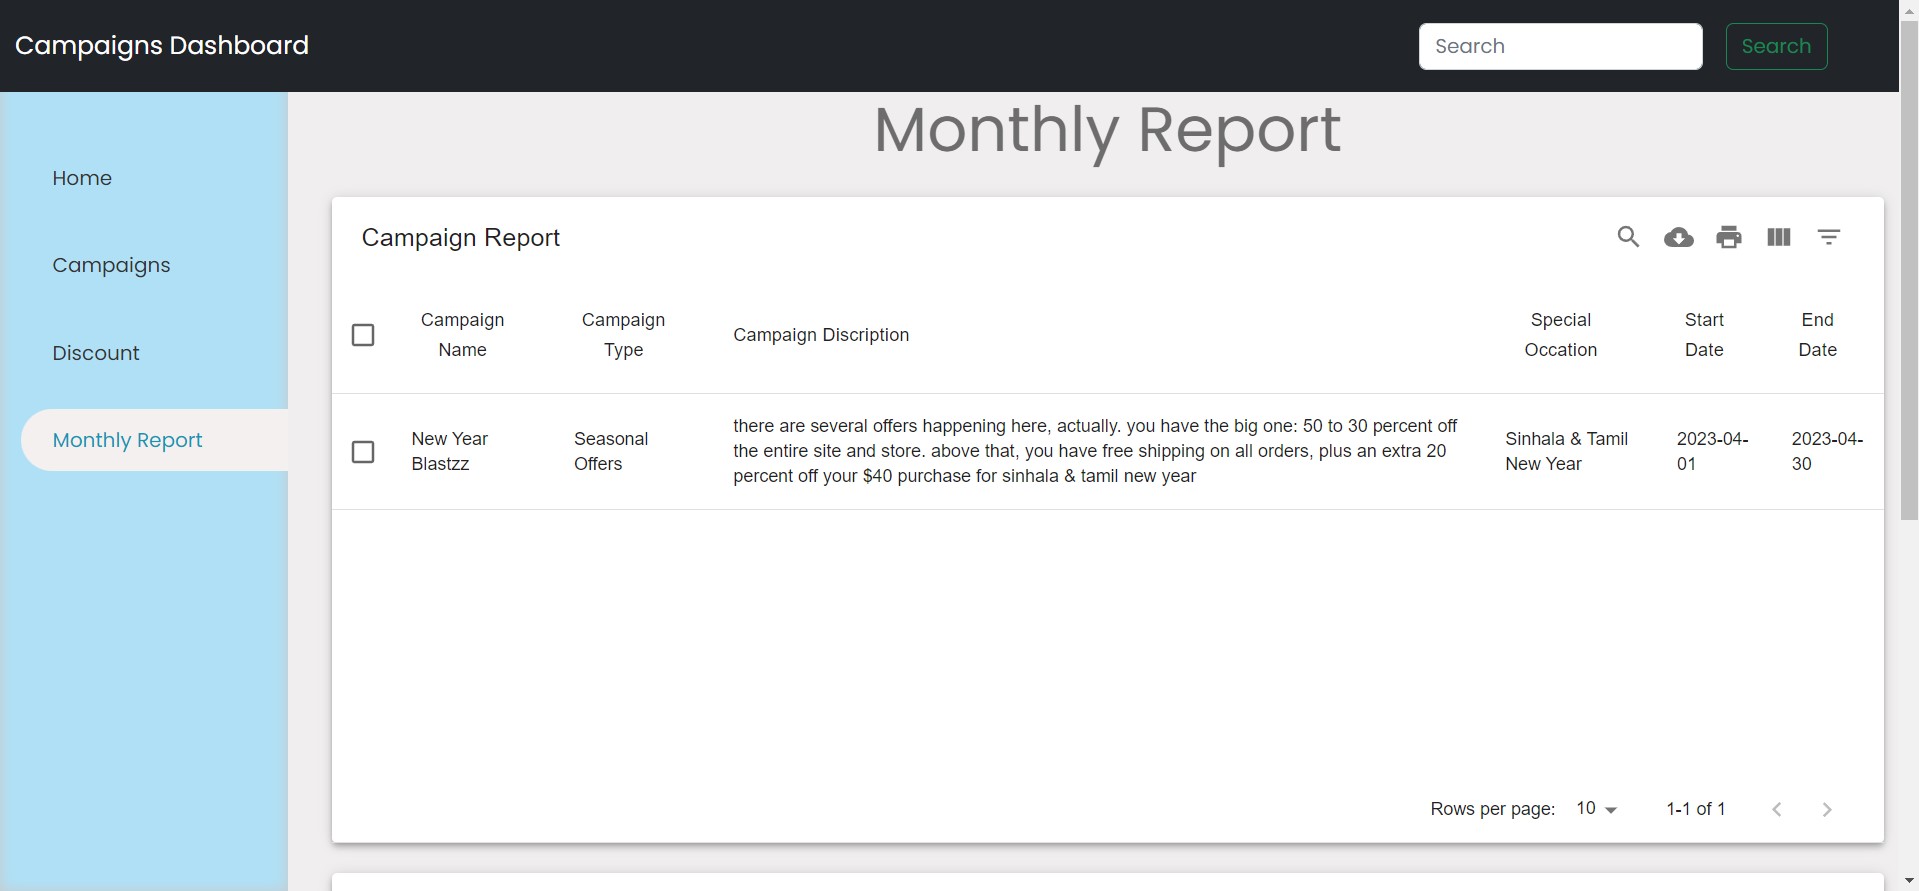 Campaigns Dashboard
Search
Search
Home
Campaigns
Discount
Monthly Report
Monthly Report
Campaign Report
Campaign
Name
Campaign
Type
Campaign Discription
Special
Occation
Start
Date
End
Date
New Year
Blastzz
Seasonal
Offers
there are several offers happening here, actually. you have the big one: 50 to 30 percent off
the entire site and store. above that, you have free shipping on all orders, plus an extra 20
percent off your $40 purchase for sinhala & tamil new year
Sinhala & Tamil
New Year
2023-04-
01
2023-04-
30
Rows per page:
10
1-1 of 1